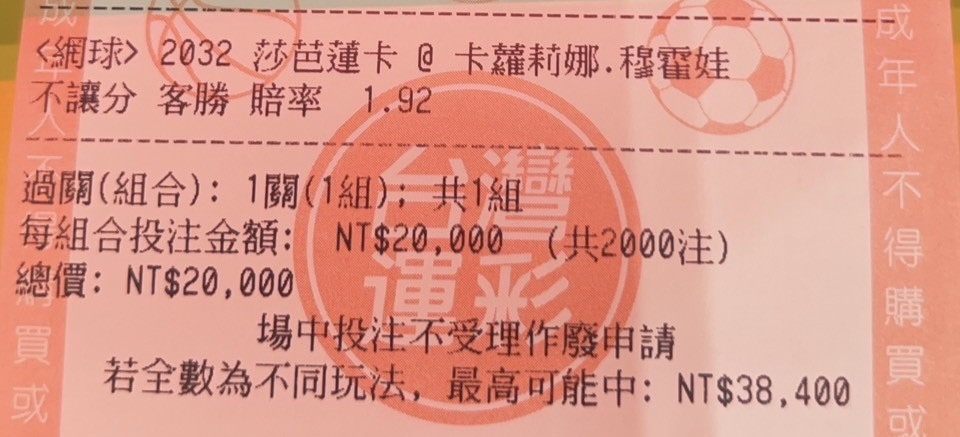 <網球> 2032 莎芭蓮卡 @ 卡蘿莉娜.穆霍娃
不讓分 客勝 賠率 1.92
過關(組合): 1關(1組); 共1組
每組合投注金額: NT$20,000 (共2000注)
總價: NT$20,000
場中投注不受理作廢申請
若全數為不同玩法, 最高可能中: NT$38,400
台灣
運彩
成年人不得購買或
成年人不得購買或